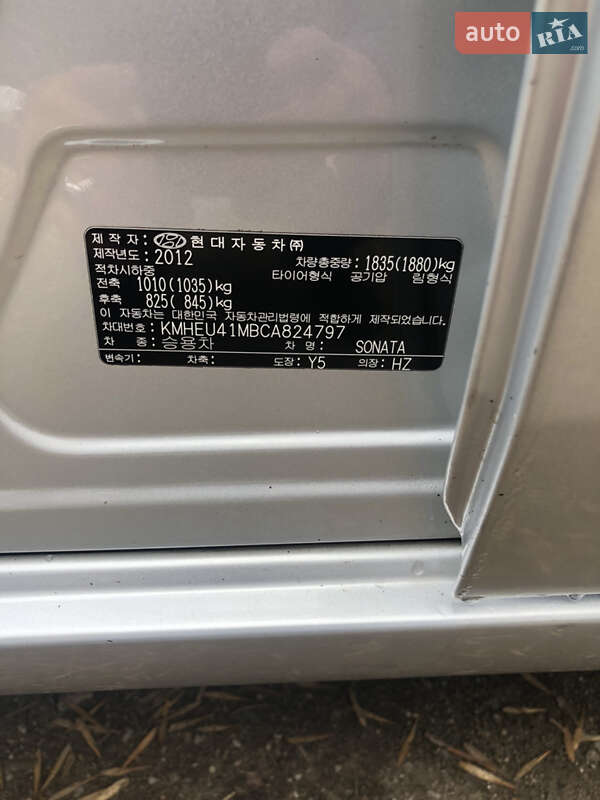 auto RIA.com
제 작 자: 현대자동차㈜
제작년도: 2012 차량총중량: 1835(1880)kg
적차시하중 타이어형식 공기압 림형식
전축 1010(1035)kg
후축 825( 845)kg
이 자동차는 대한민국 자동차관리법령에 적합하게 제작되었습니다.
차대번호: KMHEU41MBCA824797
차 종: 승용차 차 명: SONATA
변속기: 차축: 도장: Y5 의장: HZ